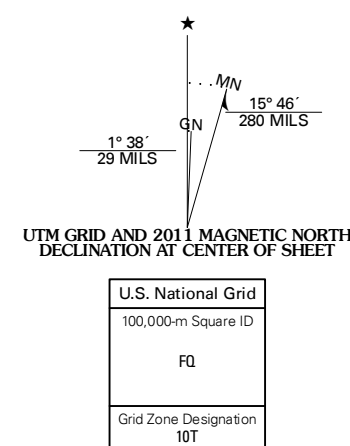 ★
MN
GN
15° 46´
280 MILS
1° 38´
29 MILS
UTM GRID AND 2011 MAGNETIC NORTH
DECLINATION AT CENTER OF SHEET
U.S. National Grid
100,000-m Square ID
FQ
Grid Zone Designation
10T